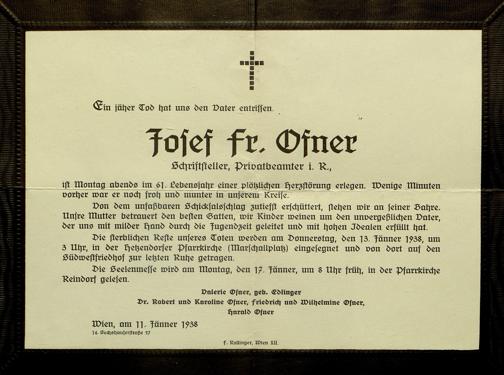 Ein jäher Tod hat uns den Vater entrissen.
Josef Fr. Ofner
Schriftsteller, Privatbeamter i. R.,
ist Montag abends im 61. Lebensjahr einer plötzlichen Herzstörung erlegen. Wenige Minuten
vorher war er noch froh und munter in unserem Kreise.
Von dem unfaßbaren Schicksalsschlag zutiefst erschüttert, stehen wir an seiner Bahre.
Unsre Mutter betrauert den besten Gatten, wir Kinder weinen um den unvergeßlichen Vater,
der uns mit milder Hand durch die Jugendzeit geleitet und mit hohen Idealen erfüllt hat.
Die sterblichen Reste unseres Toten werden am Donnerstag, den 13. Jänner 1938, um
3 Uhr, in der Hetzendorfer Pfarrkirche (Marschallplatz) eingesegnet und von dort auf den
Südwestfriedhof zur letzten Ruhe getragen.
Die Seelenmesse wird am Montag, den 17. Jänner, um 8 Uhr früh, in der Pfarrkirche
Reindorf gelesen.
Valerie Ofner, geb. Edlinger
Dr. Robert und Karoline Ofner, Friedrich und Wilhelmine Ofner,
Harald Ofner
Wien, am 11. Jänner 1938
17
Wien XII.